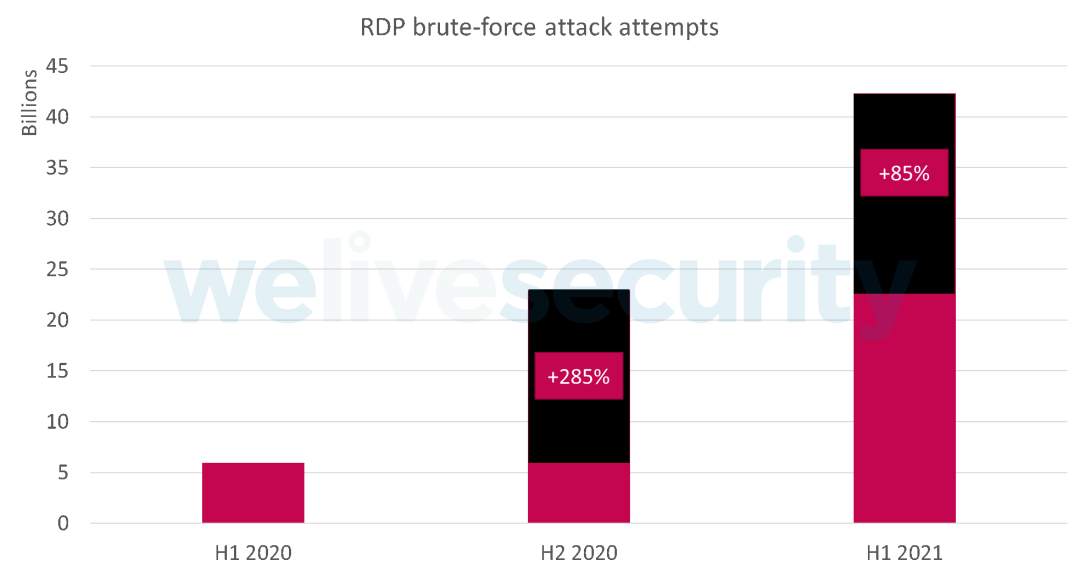 RDP brute-force attack attempts
Billions
45
40
35
30
25
20
15
10
5
0
+285%
+85%
welivesecurity
H1 2020
H2 2020
H1 2021